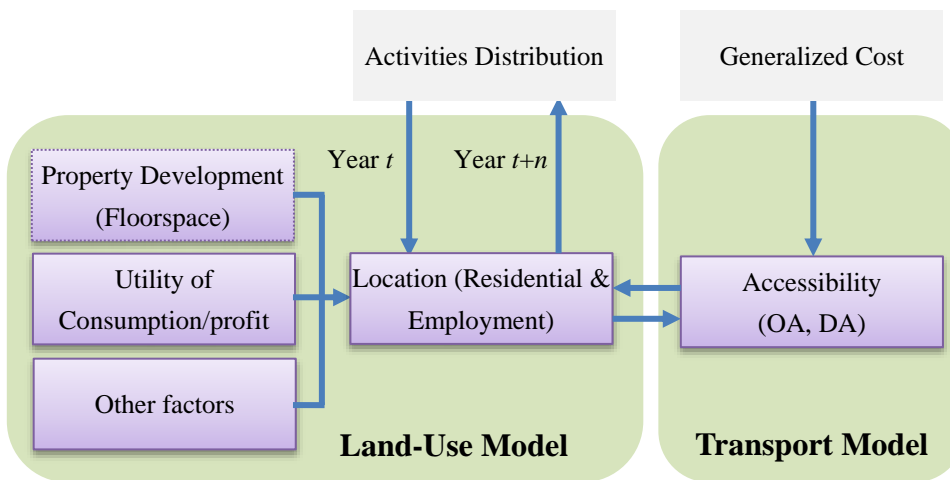 Activities Distribution
Generalized Cost
Year t
Year t+n
Property Development
(Floorspace)
Utility of
Consumption/profit
Other factors
Location (Residential &
Employment)
Accessibility
(OA, DA)
Land-Use Model
Transport Model